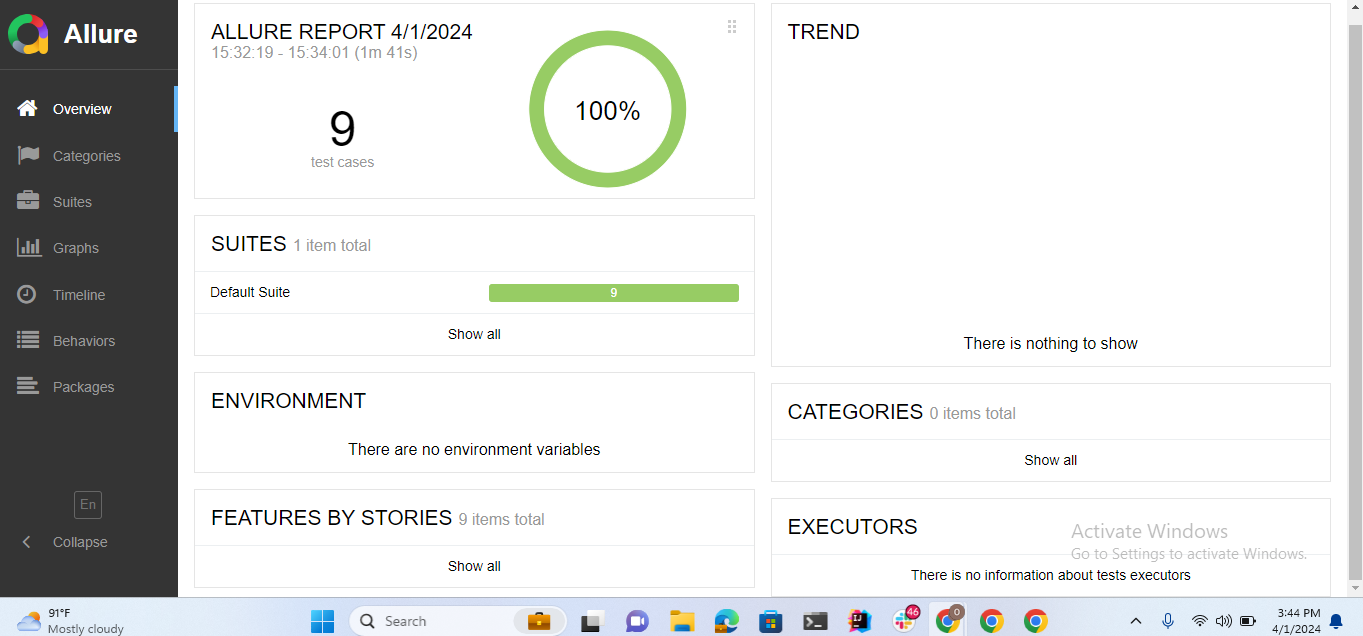 Allure
Overview
Categories
Suites
Graphs
Timeline
Behaviors
Packages
En
Collapse
ALLURE REPORT 4/1/2024
15:32:19 - 15:34:01 (1m 41s)
9
test cases
100%
SUITES 1 item total
Default Suite 9
Show all
ENVIRONMENT
There are no environment variables
FEATURES BY STORIES 9 items total
Show all
TREND
There is nothing to show
CATEGORIES 0 items total
Show all
EXECUTORS
There is no information about tests executors
Activate Windows
Go to Settings to activate Windows.
91°F
Mostly cloudy
Search
46
0
3:44 PM
4/1/2024